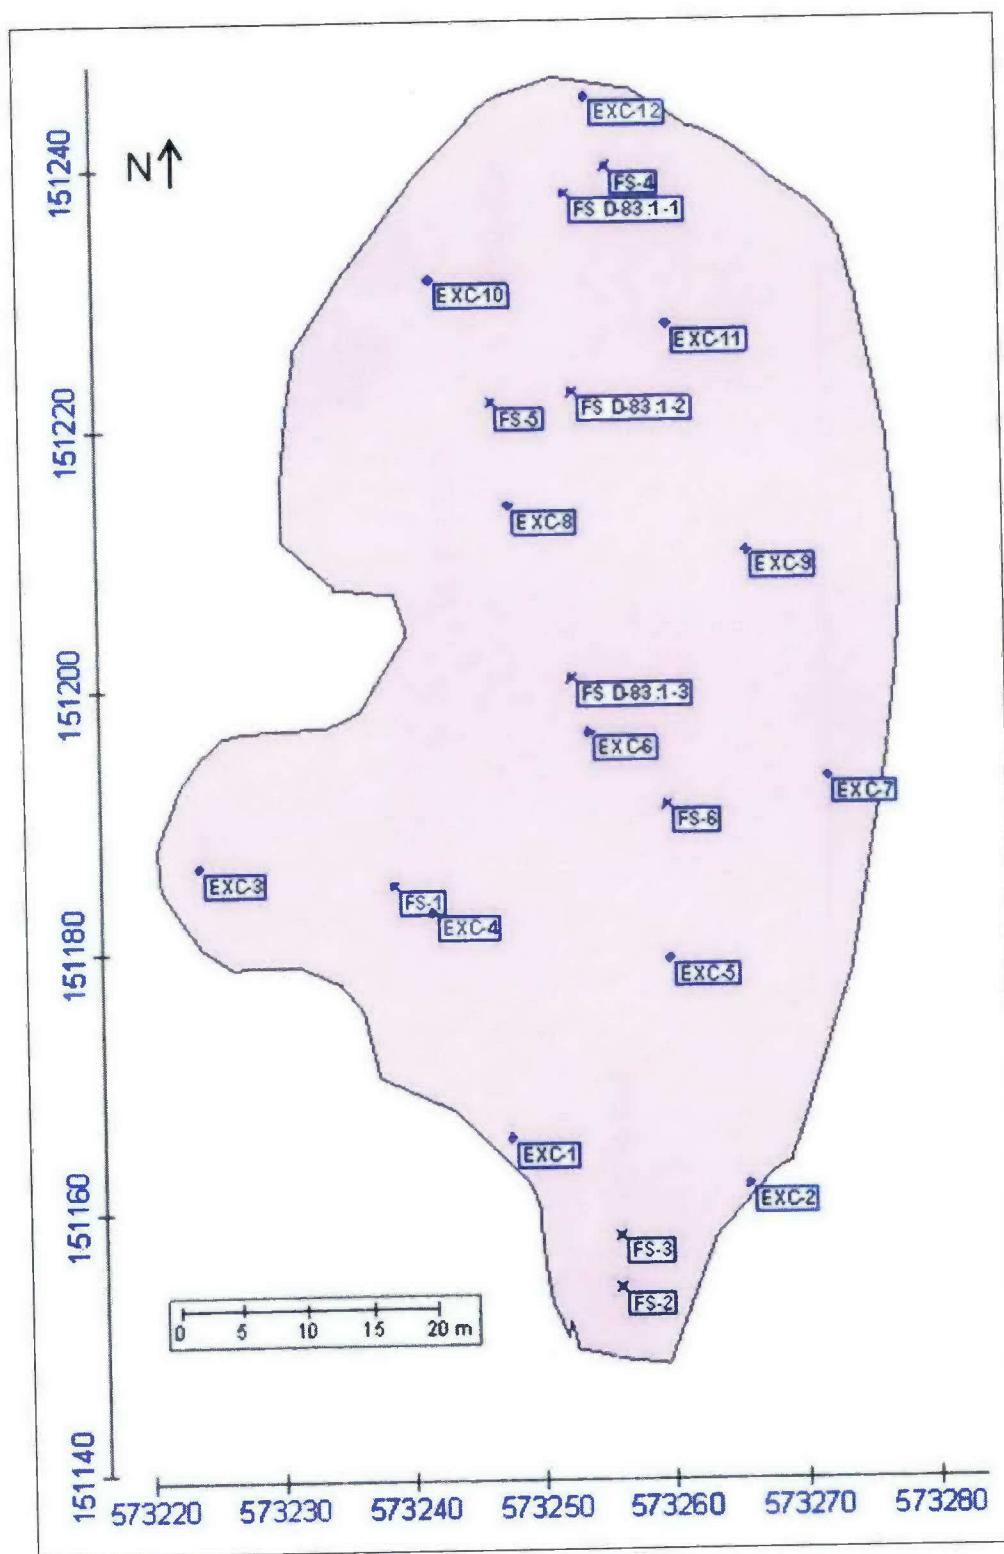 EXC-12
151240
N
FS-4
FS D-83:1-1
EXC-10
EXC-11
FS D-83:1-2
FS-5
151220
EXC-8
EXC-9
151200
FS D-83:1-3
EXC-6
EXC-7
FS-6
EXC-3
FS-1
EXC-4
151180
EXC-5
EXC-1
EXC-2
151160
FS-3
FS-2
0 5 10 15 20 m
151140
573220 573230 573240 573250 573260 573270 573280